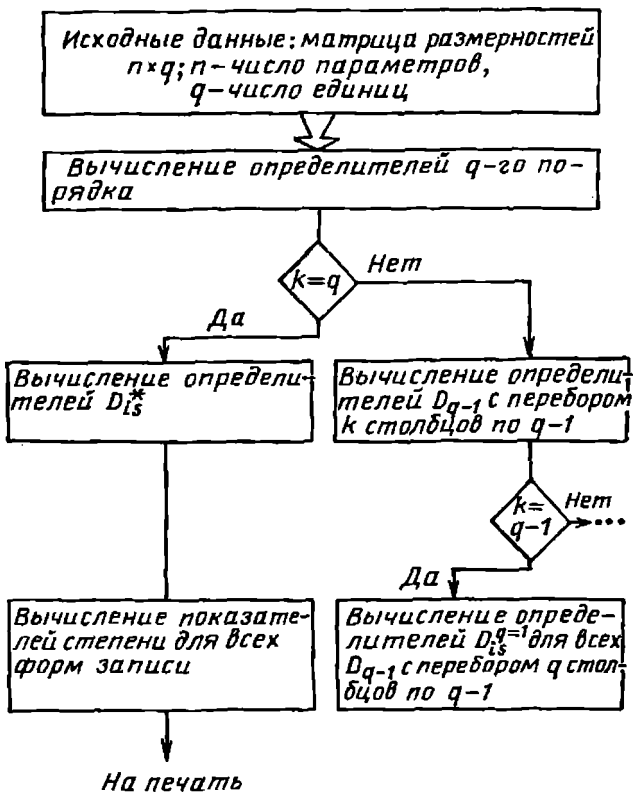 Исходные данные: матрица размерностей
n×q; n – число параметров,
q – число единиц
Вычисление определителей q-го по-
рядка
k=q
Нет
Да
Вычисление определи-
телей D*is
Вычисление определи-
телей Dq-1 с перебором
k столбцов по q-1
k=
q-1
Нет
...
Да
Вычисление показате-
лей степени для всех
форм записи
Вычисление опреде-
лителей Dis^q=1 для всех
Dq-1 с перебором q стол-
бцов по q-1
На печать